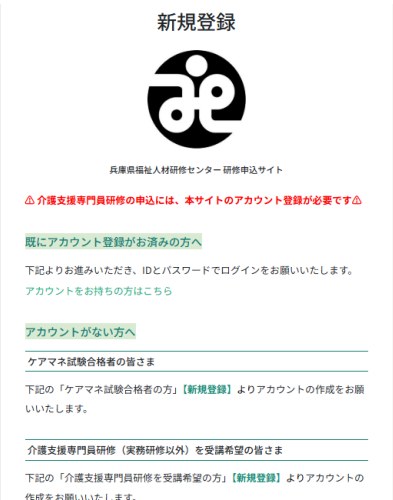 新規登録
兵庫県福祉人材研修センター 研修申込サイト
⚠ 介護支援専門員研修の申込には、本サイトのアカウント登録が必要です⚠
既にアカウント登録がお済みの方へ
下記よりお進みいただき、IDとパスワードでログインをお願いいたします。
アカウントをお持ちの方はこちら
アカウントがない方へ
ケアマネ試験合格者の皆さま
下記の「ケアマネ試験合格者の方」【新規登録】よりアカウントの作成をお願
いいたします。
介護支援専門員研修（実務研修以外）を受講希望の皆さま
下記の「介護支援専門員研修を受講希望の方」【新規登録】よりアカウントの
作成をお願いいたします。